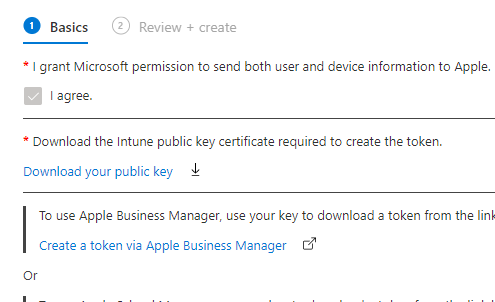 1 Basics 2 Review + create
* I grant Microsoft permission to send both user and device information to Apple.
I agree.
* Download the Intune public key certificate required to create the token.
Download your public key
To use Apple Business Manager, use your key to download a token from the link
Create a token via Apple Business Manager
Or